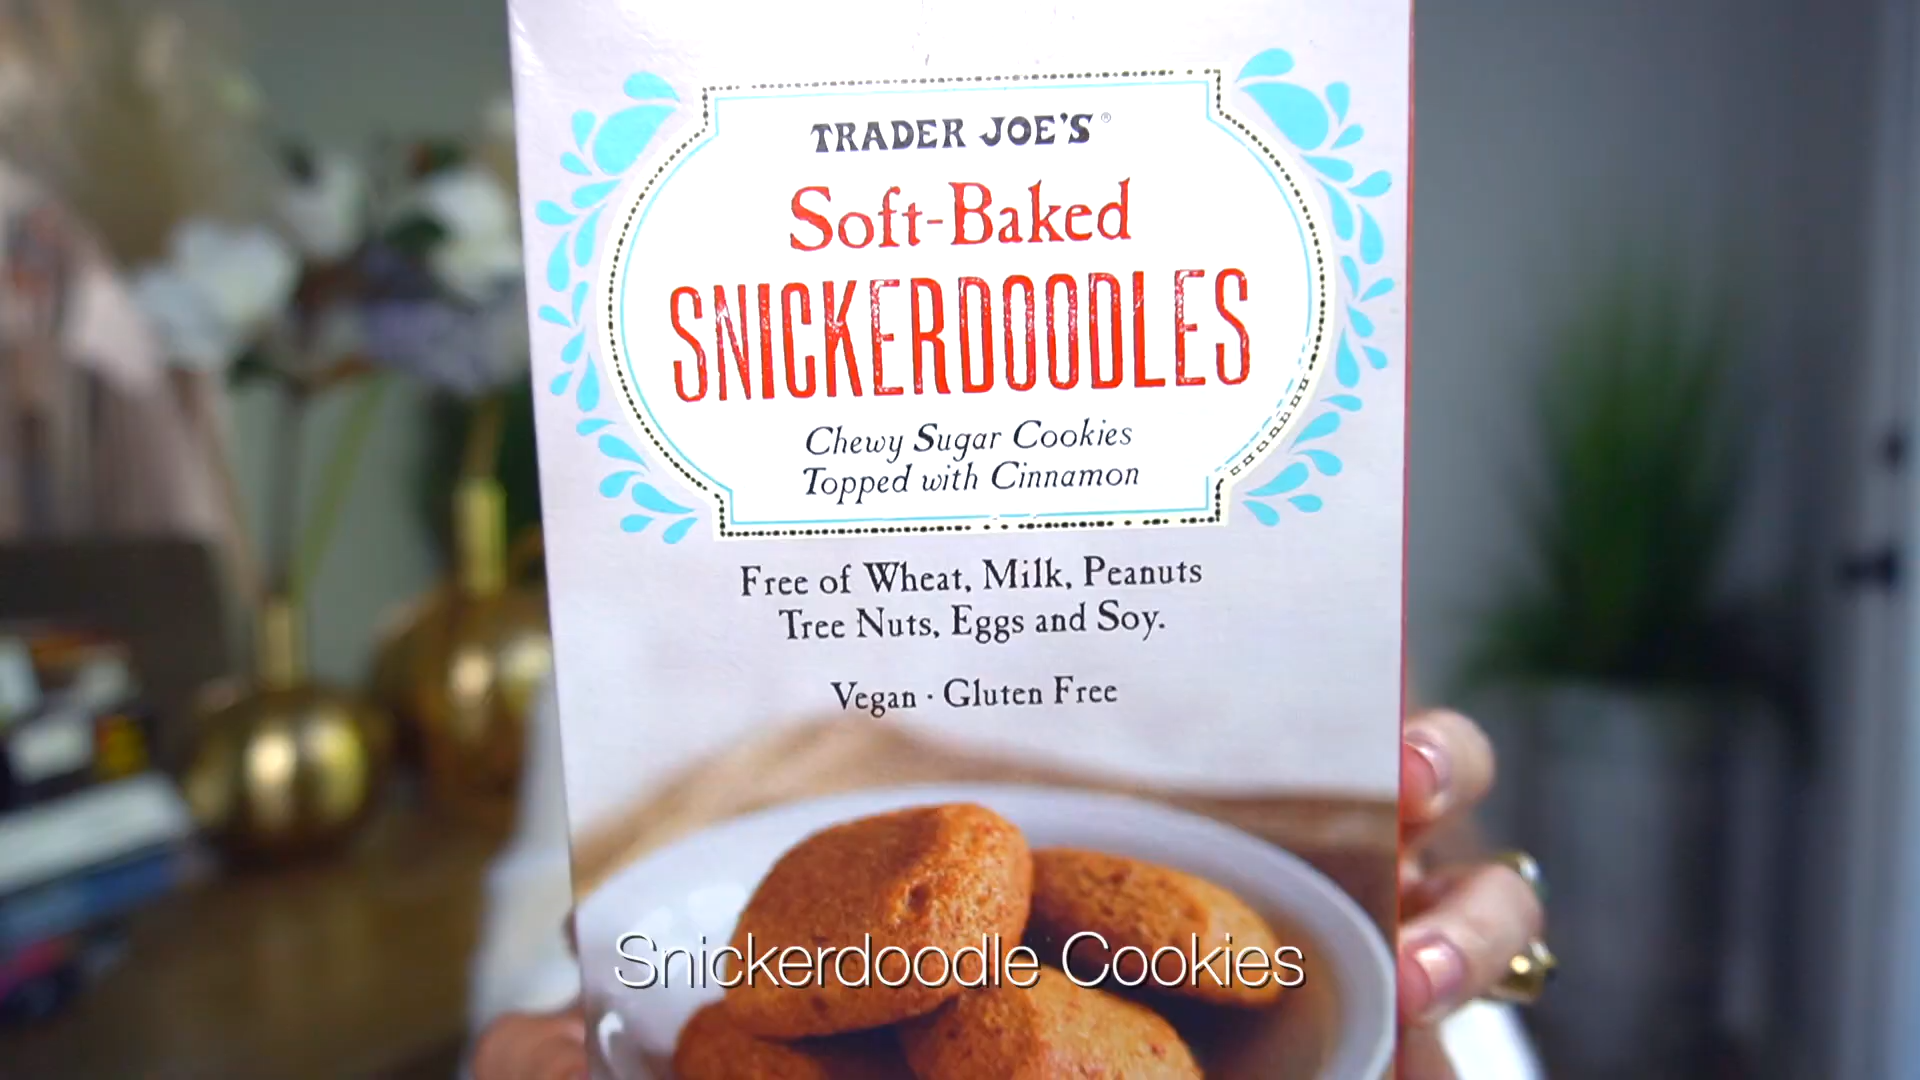 TRADER JOE'S®
Soft-Baked
SNICKERDOODLES
Chewy Sugar Cookies
Topped with Cinnamon
Free of Wheat, Milk, Peanuts
Tree Nuts, Eggs and Soy.
Vegan · Gluten Free
Snickerdoodle Cookies